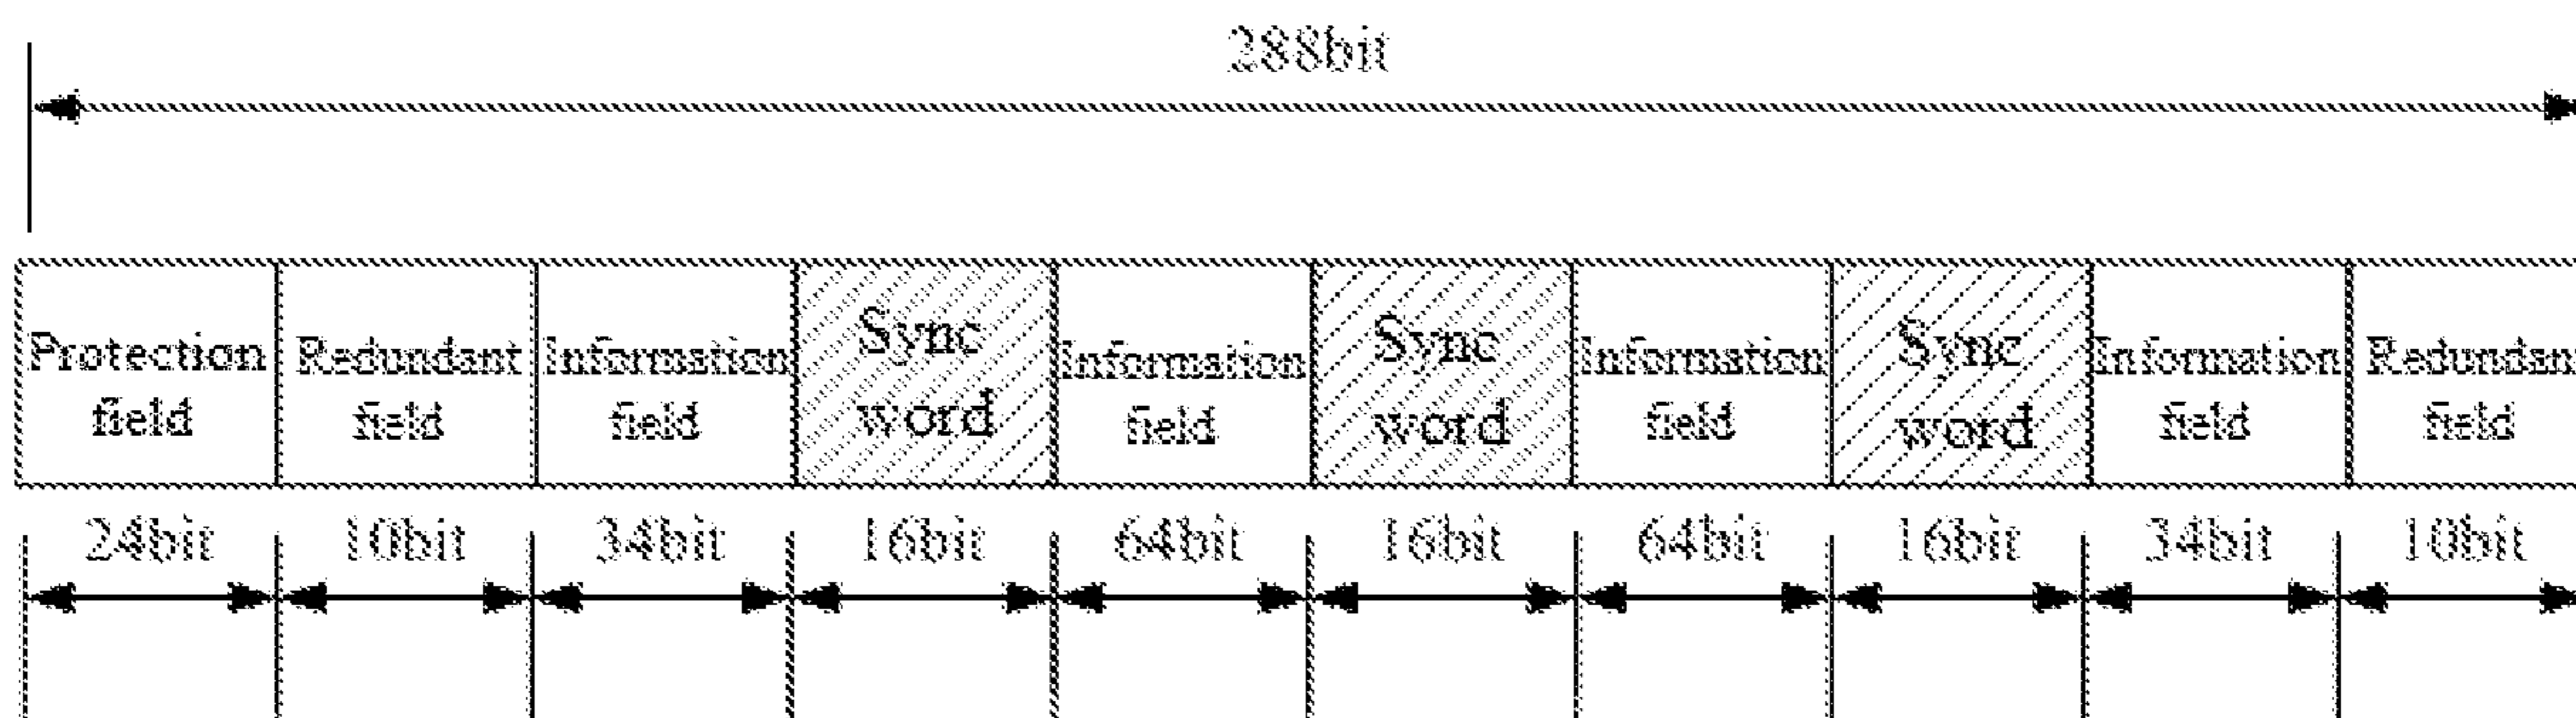 288bit
Protection
field
Redundant
field
Information
field
Sync
word
Information
field
Sync
word
Information
field
Sync
word
Information
field
Redundan
field
24bit
10bit
34bit
16bit
64bit
16bit
64bit
16bit
34bit
10bit